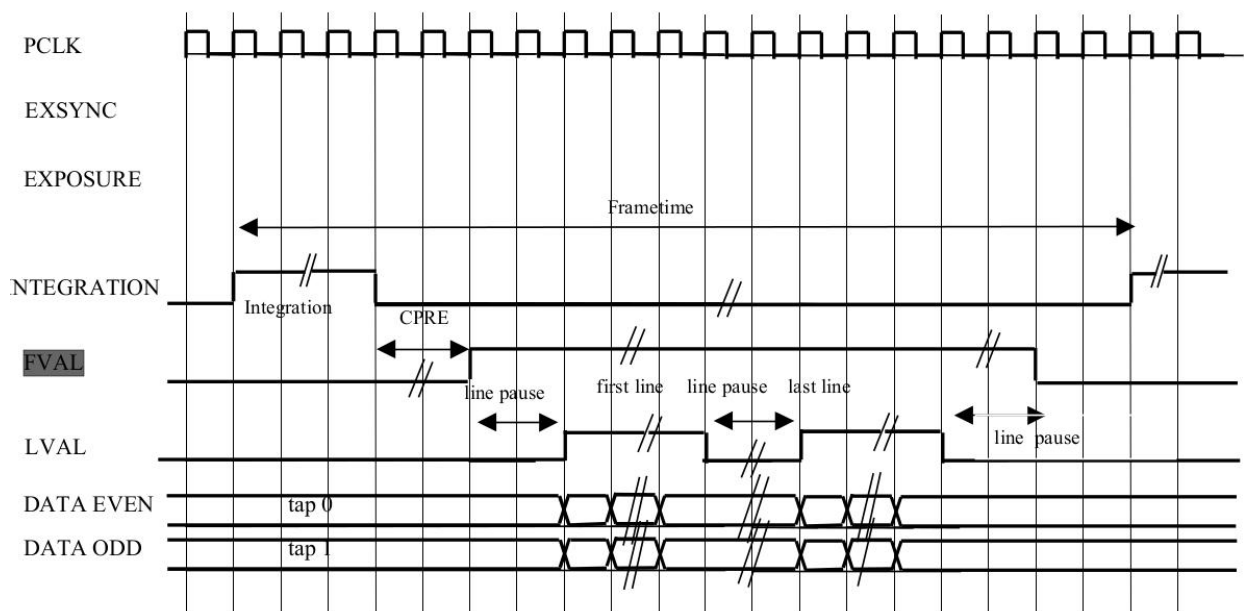 PCLK
EXSYNC
EXPOSURE
Frametime
NTEGRATION
Integration
CPRE
FVAL
line pause
first line
line pause
last line
LVAL
line pause
DATA EVEN
tap 0
DATA ODD
tap 1